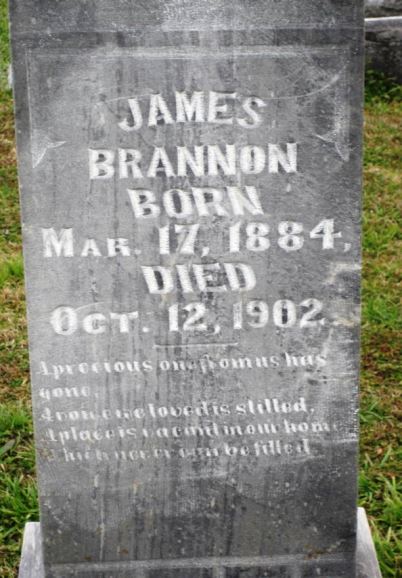 JAMES
BRANNON
BORN
MAR. 17, 1884,
DIED
OCT. 12, 1902.
A precious one from us has
gone,
A voice we loved is stilled,
A place is vacant in our home
Which never can be filled